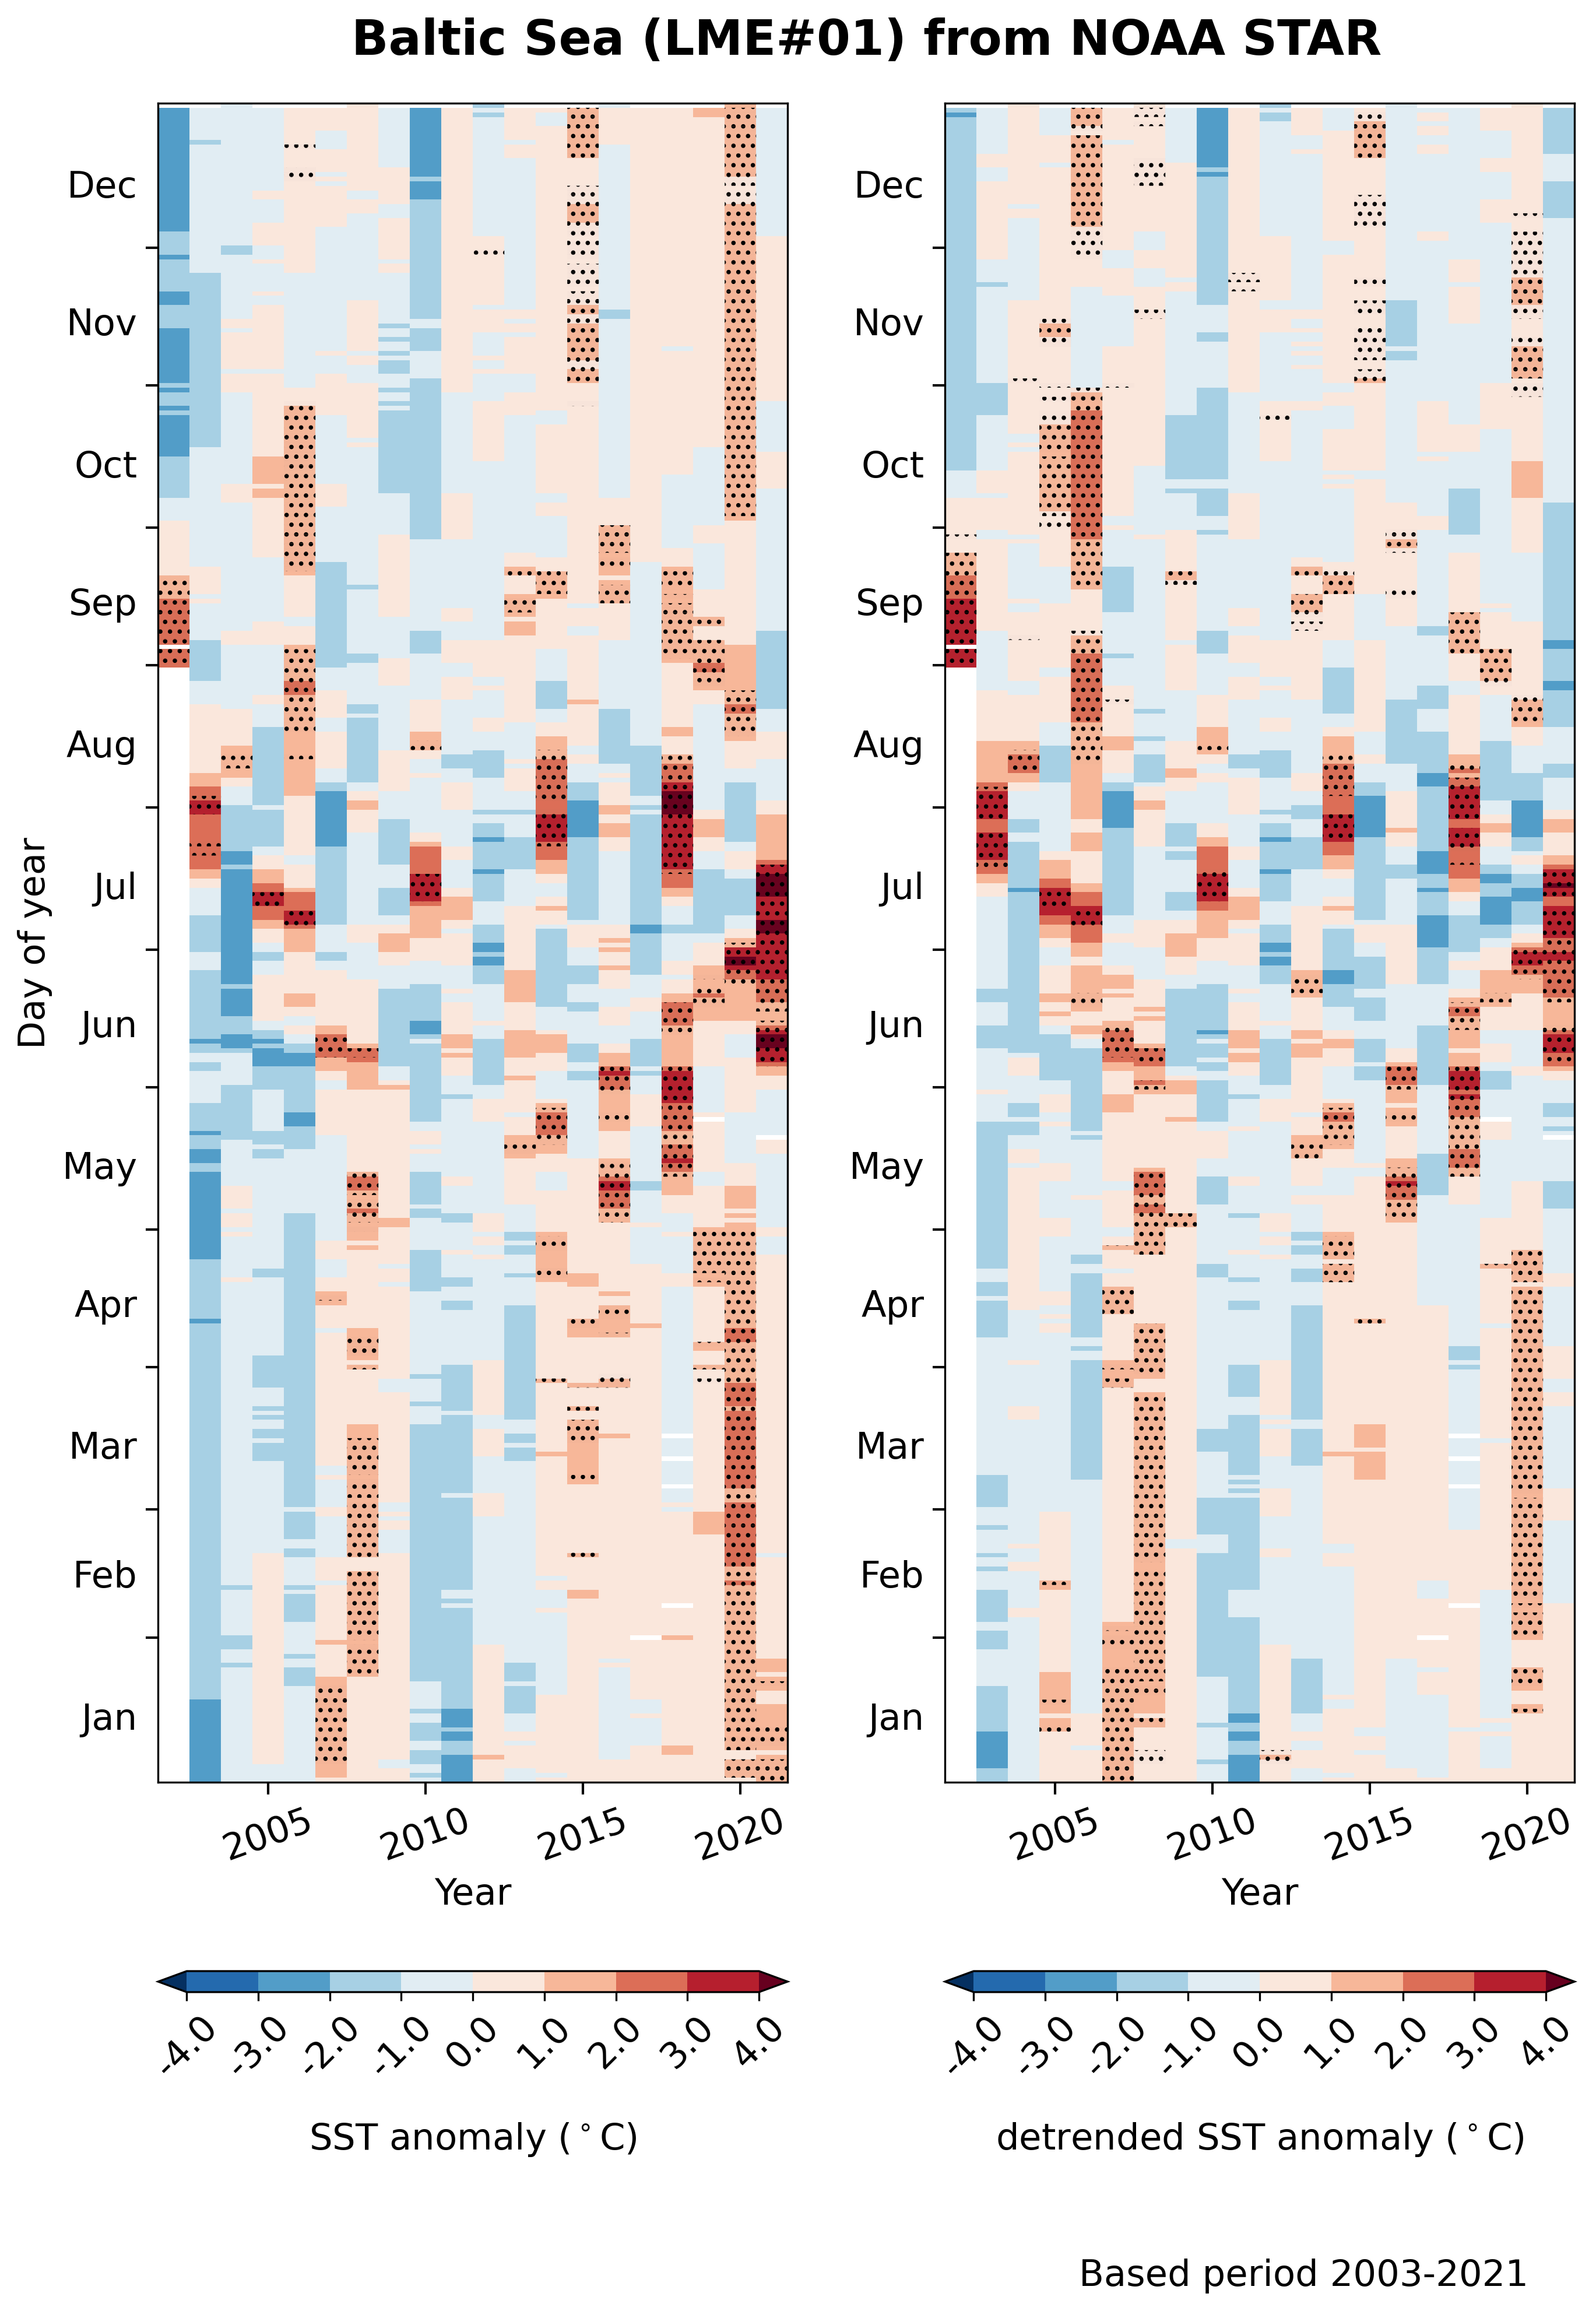 Baltic Sea (LME#01) from NOAA STAR
Day of year
Dec
Nov
Oct
Sep
Aug
Jul
Jun
May
Apr
Mar
Feb
Jan
2005 2010 2015 2020
Year
-4.0 -3.0 -2.0 -1.0 0.0 1.0 2.0 3.0 4.0
SST anomaly (°C)
Dec
Nov
Oct
Sep
Aug
Jul
Jun
May
Apr
Mar
Feb
Jan
2005 2010 2015 2020
Year
-4.0 -3.0 -2.0 -1.0 0.0 1.0 2.0 3.0 4.0
detrended SST anomaly (°C)
Based period 2003-2021